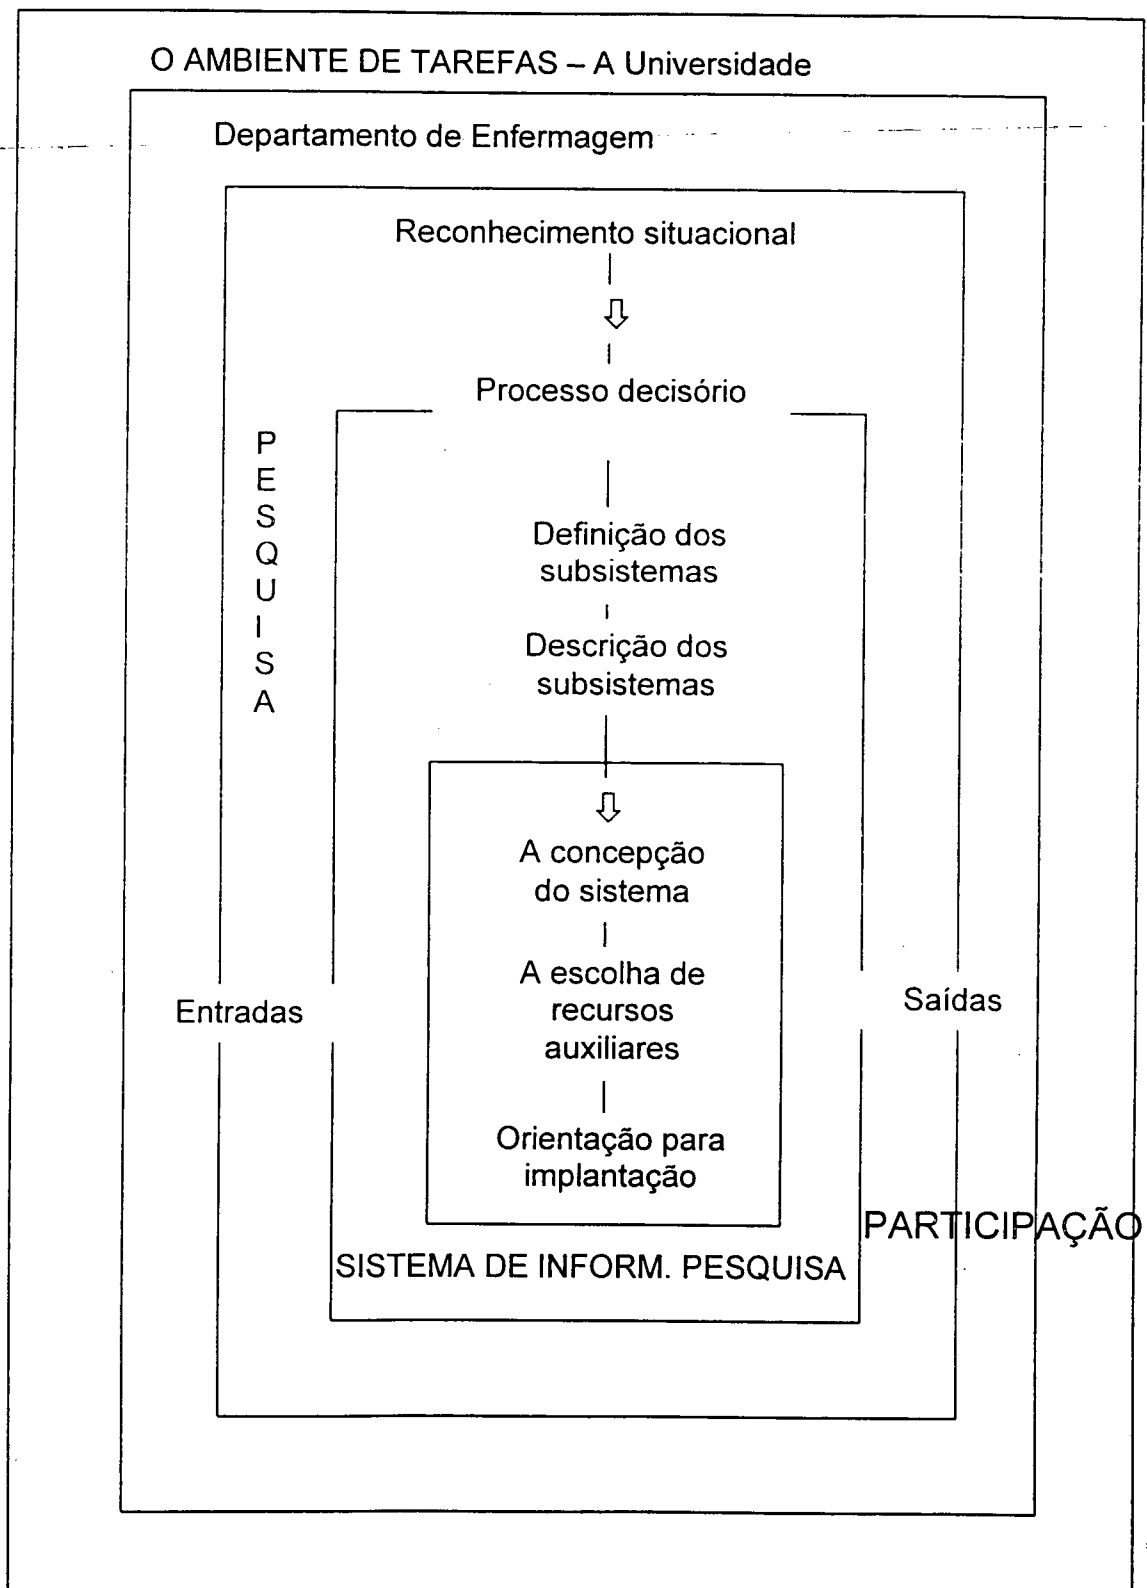 O AMBIENTE DE TAREFAS – A Universidade
Departamento de Enfermagem
Reconhecimento situacional
Processo decisório
P
E
S
Q
U
I
S
A
Definição dos
subsistemas
Descrição dos
subsistemas
A concepção
do sistema
A escolha de
recursos
auxiliares
Entradas
Saídas
Orientação para
implantação
PARTICIPAÇÃO
SISTEMA DE INFORM. PESQUISA